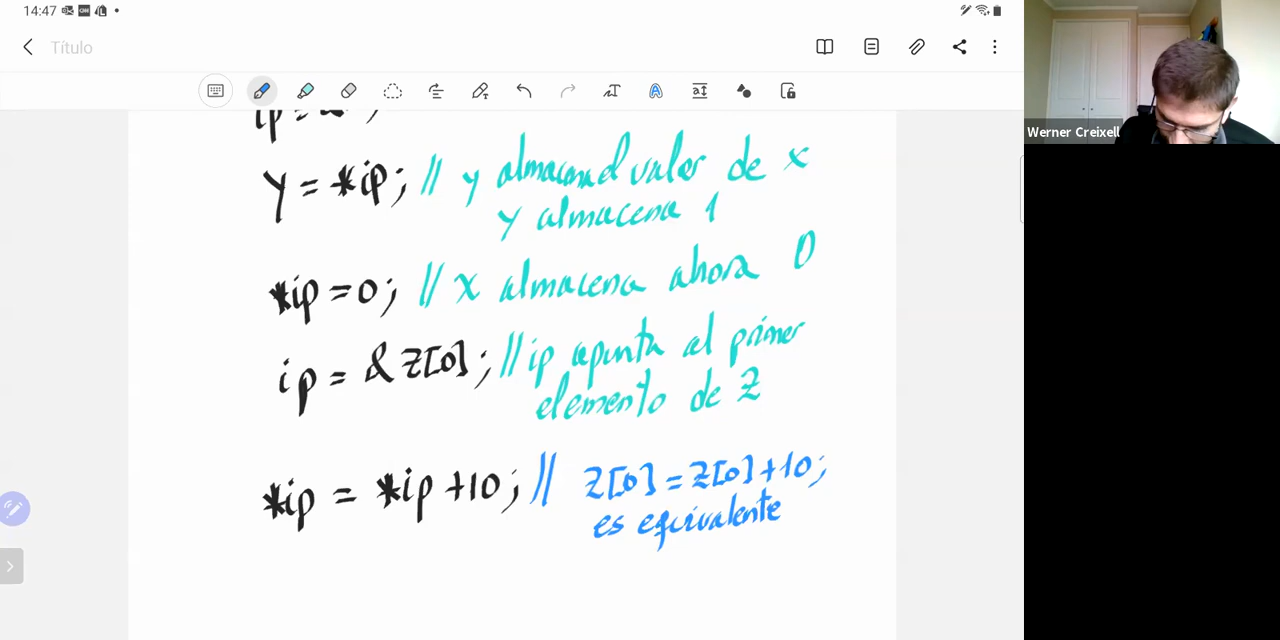 14:47
Título
y = *ip; // y almacena el valor de x
y almacena 1
*ip = 0; // x almacena ahora 0
ip = & z[0]; // ip apunta al primer
elemento de z
*ip = *ip + 10; // z[0] = z[0] + 10;
es equivalente
Werner Creixell